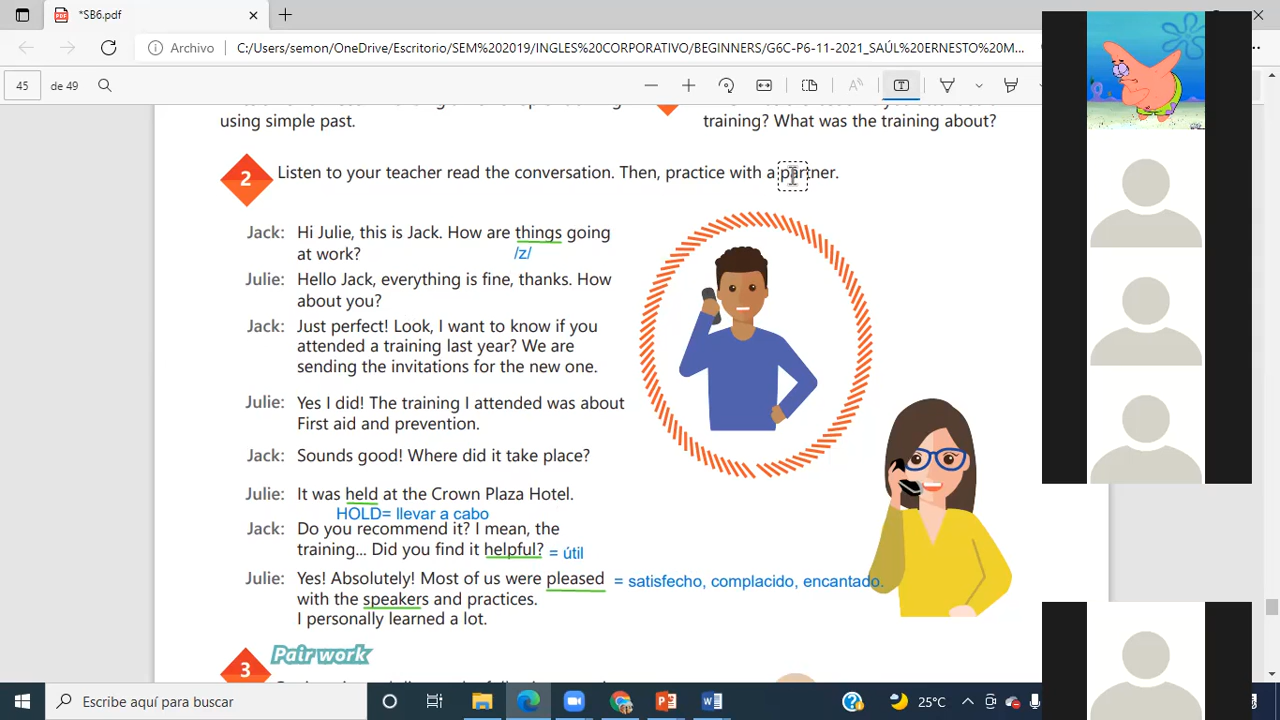 *SB6.pdf
Archivo C:/Users/semon/OneDrive/Escritorio/SEM%202019/INGLES%20CORPORATIVO/BEGINNERS/G6C-P6-11-2021_SAÚL%20ERNESTO%20M...
45 de 49
using simple past.
training? What was the training about?
2 Listen to your teacher read the conversation. Then, practice with a partner.
Jack: Hi Julie, this is Jack. How are things going
at work? /z/
Julie: Hello Jack, everything is fine, thanks. How
about you?
Jack: Just perfect! Look, I want to know if you
attended a training last year? We are
sending the invitations for the new one.
Julie: Yes I did! The training I attended was about
First aid and prevention.
Jack: Sounds good! Where did it take place?
Julie: It was held at the Crown Plaza Hotel.
HOLD= llevar a cabo
Jack: Do you recommend it? I mean, the
training... Did you find it helpful? = útil
Julie: Yes! Absolutely! Most of us were pleased = satisfecho, complacido, encantado.
with the speakers and practices.
I personally learned a lot.
3 Pair work
Escribe aquí para buscar
25°C